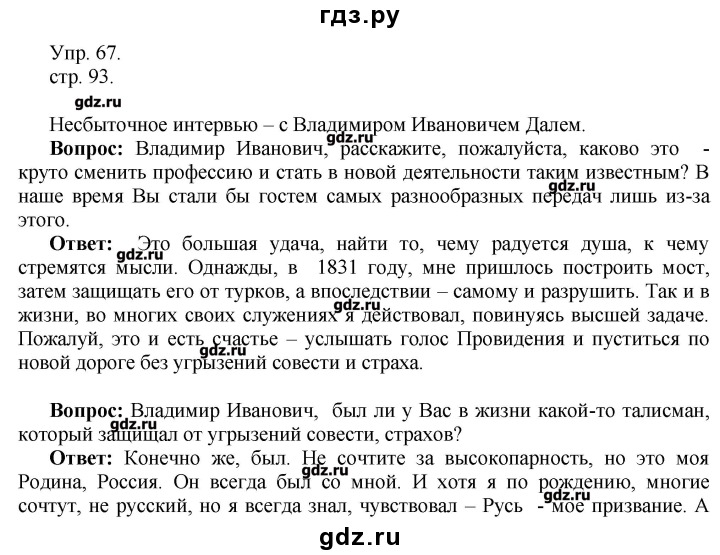 гдз.ру
Упр. 67.
стр. 93.
gdz.ru
Несбыточное интервью – с Владимиром Ивановичем Далем.
gdz.ru
Вопрос: Владимир Иванович, расскажите, пожалуйста, каково это -
круто сменить профессию и стать в новой деятельности таким известным? В
gdz.ru
наше время Вы стали бы гостем самых разнообразных передач лишь из-за
этого.
Ответ: Это большая удача, найти то, чему радуется душа, к чему
gdz.ru
стремятся мысли. Однажды, в 1831 году, мне пришлось построить мост,
затем защищать его от турков, а впоследствии – самому и разрушить. Так и в
gdz.ru
жизни, во многих своих служениях я действовал, повинуясь высшей задаче.
Пожалуй, это и есть счастье – услышать голос Провидения и пуститься по
gdz.ru
новой дороге без угрызений совести и страха.
Вопрос: Владимир Иванович, был ли у Вас в жизни какой-то талисман,
gdz.ru
который защищал от угрызений совести, страхов?
Ответ: Конечно же, был. Не сочтите за высокопарность, но это моя
gdz.ru
Родина, Россия. Он всегда был со мной. И хотя я по рождению, многие
сочтут, не русский, но я всегда знал, чувствовал – Русь - мое призвание. А
gdz.ru
gdz.ru